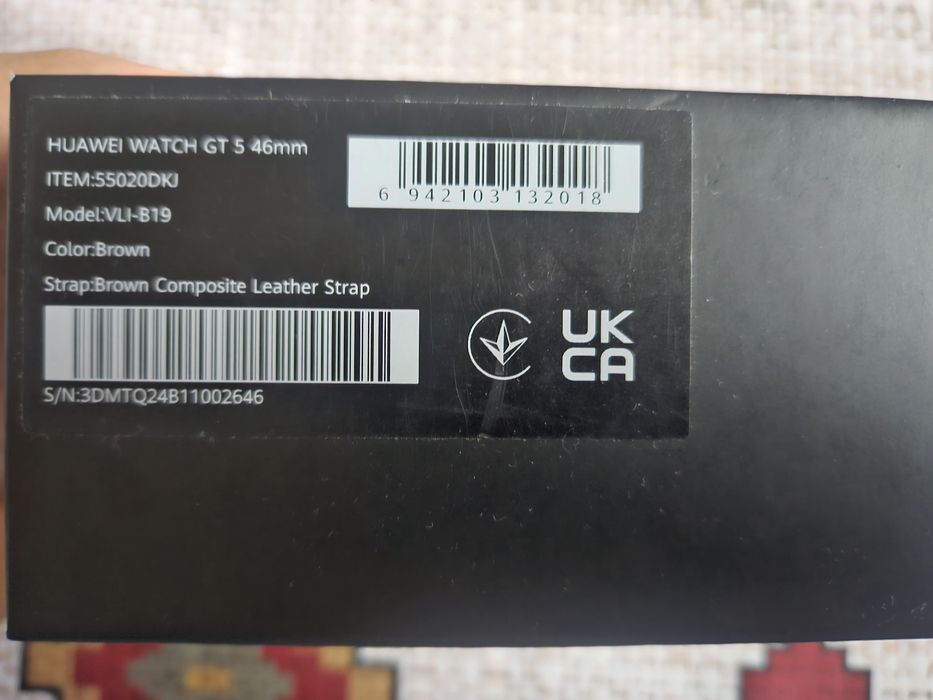 HUAWEI WATCH GT 5 46mm
ITEM:55020DKJ
Model:VLI-B19
Color:Brown
Strap:Brown Composite Leather Strap
S/N:3DMTQ24B11002646
6 942103 132018
UK
CA